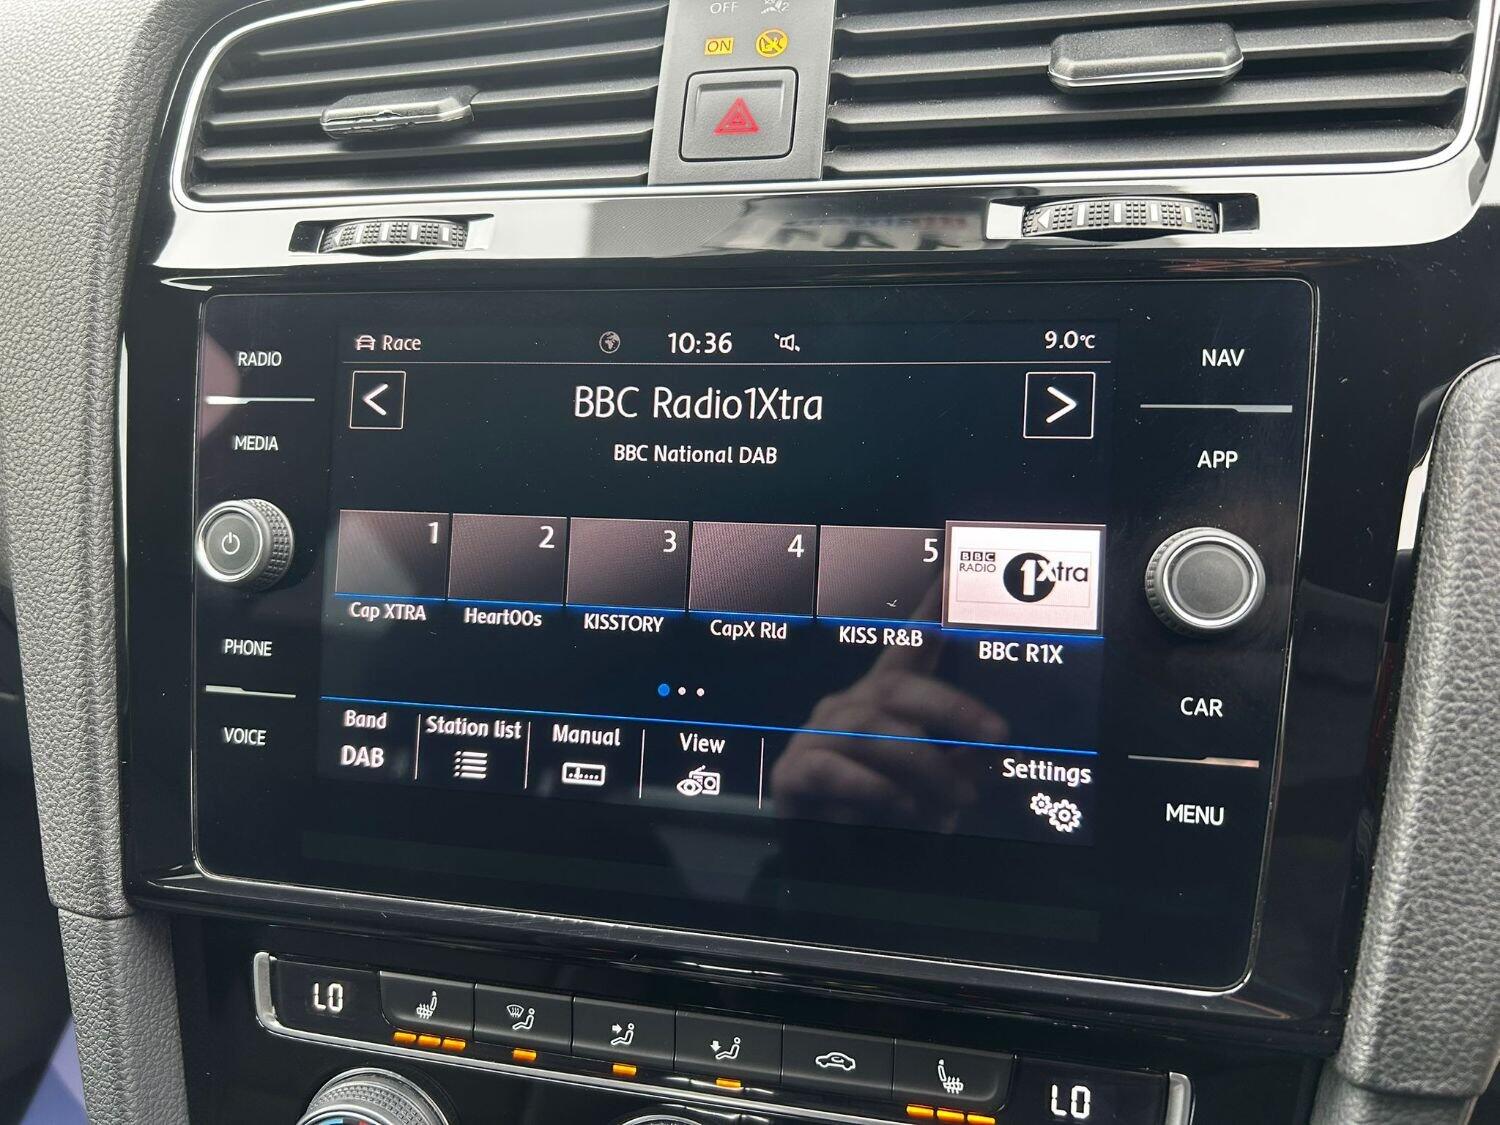 OFF
ON
RADIO
MEDIA
PHONE
VOICE
Race
10:36
9.0°C
BBC Radio1Xtra
BBC National DAB
1
2
3
4
5
BBC
RADIO
1Xtra
Cap XTRA
Heart00s
KISSTORY
CapX Rld
KISS R&B
BBC R1X
Band
DAB
Station list
Manual
View
Settings
NAV
APP
CAR
MENU
LO
LO